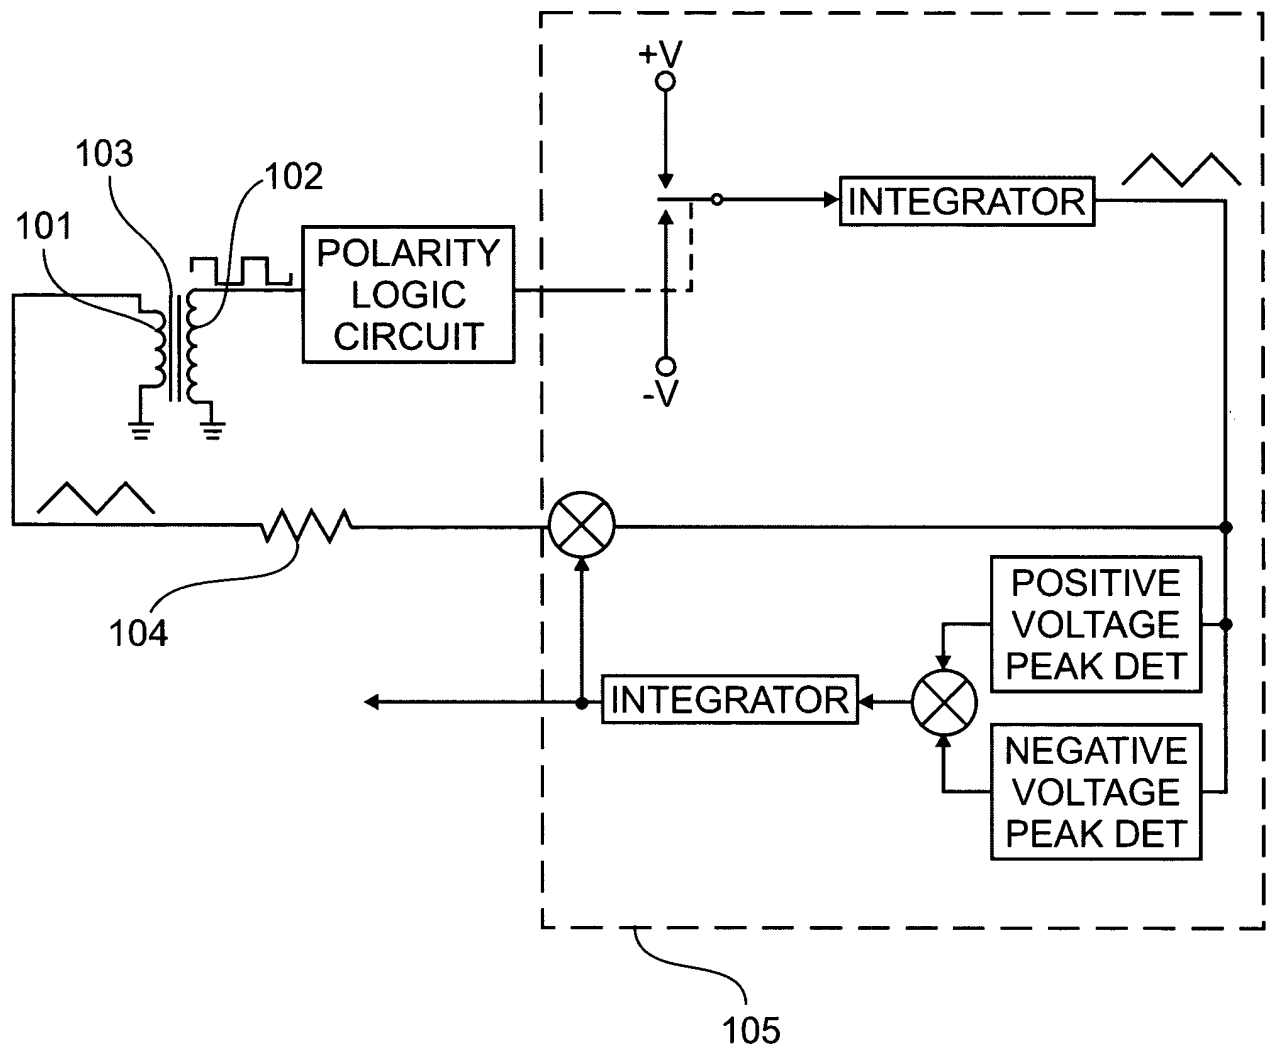 +V
103
102
101
INTEGRATOR
POLARITY
LOGIC
CIRCUIT
-V
POSITIVE
VOLTAGE
PEAK DET
104
INTEGRATOR
NEGATIVE
VOLTAGE
PEAK DET
105